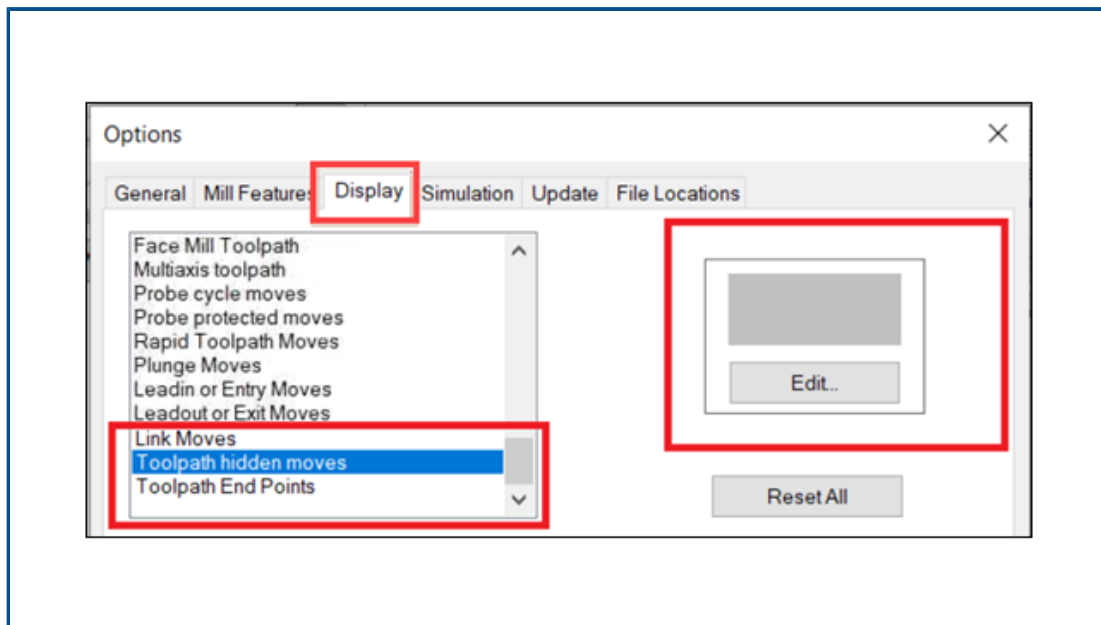 Options
General Mill Features Display Simulation Update File Locations
Face Mill Toolpath
Multiaxis toolpath
Probe cycle moves
Probe protected moves
Rapid Toolpath Moves
Plunge Moves
Leadin or Entry Moves
Leadout or Exit Moves
Link Moves
Toolpath hidden moves
Toolpath End Points
Edit...
Reset All